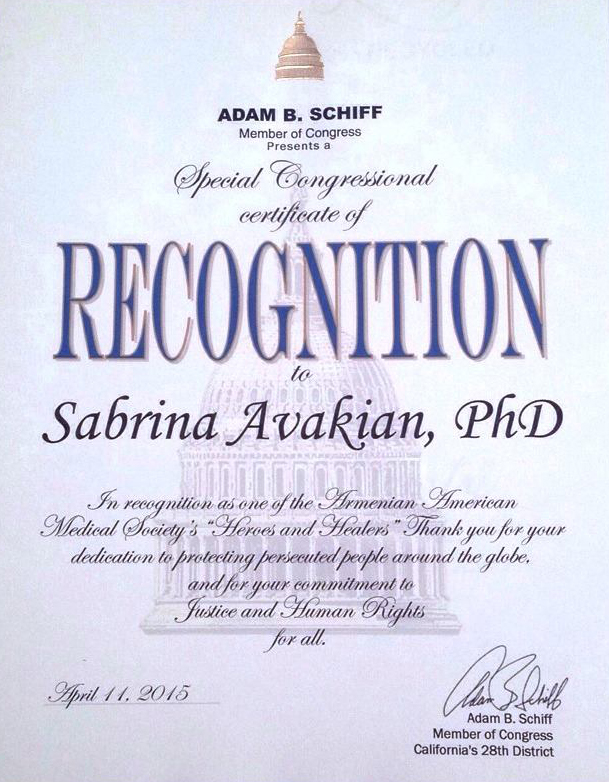 ADAM B. SCHIFF
Member of Congress
Presents a
Special Congressional
certificate of
RECOGNITION
to
Sabrina Avakian, PhD
In recognition as one of the Armenian American
Medical Society's "Heroes and Healers" Thank you for your
dedication to protecting persecuted people around the globe,
and for your commitment to
Justice and Human Rights
for all.
April 11, 2015
Adam B. Schiff
Adam B. Schiff
Member of Congress
California's 28th District